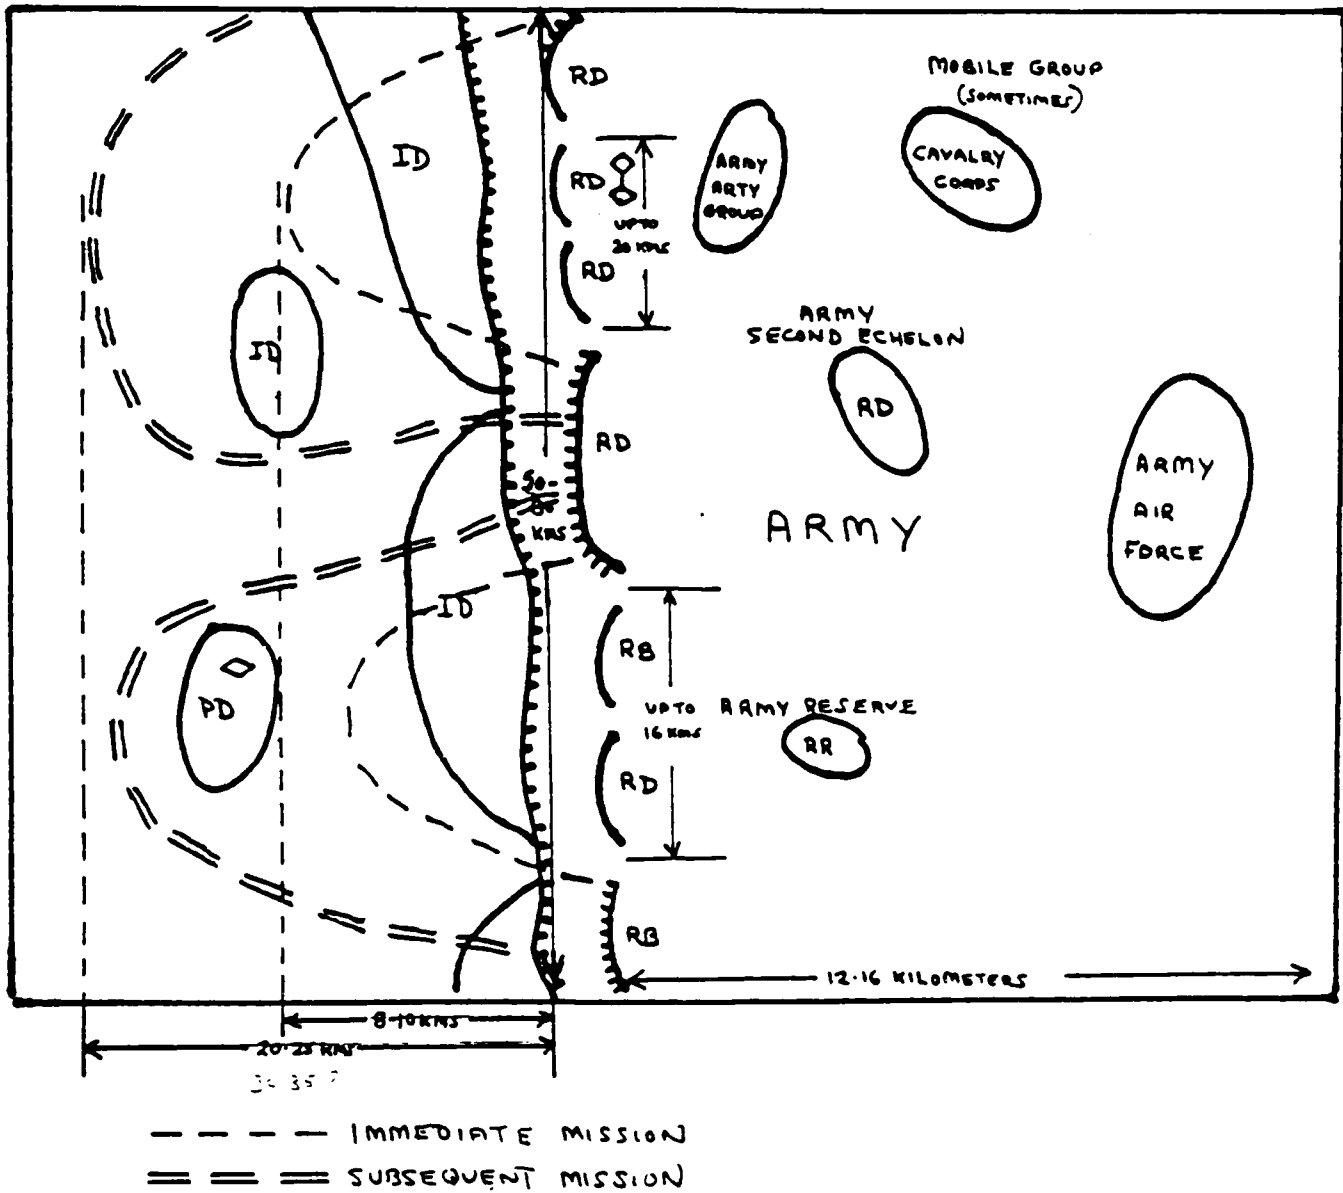 MOBILE GROUP
(SOMETIMES)
RD
ID
RD
ARMY
ARTY
GROUP
CAVALRY
CORPS
UP TO
20 KMS
RD
ARMY
SECOND ECHELON
ID
RD
RD
ARMY
AIR
FORCE
KMS
ARMY
ID
RB
PD
UP TO
16 KMS
ARMY RESERVE
RR
RD
RB
12-16 KILOMETERS
8-10 KMS
20-25 KMS
IMMEDIATE MISSION
SUBSEQUENT MISSION